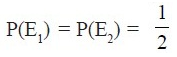 P(E₁) = P(E₂) = 1/2